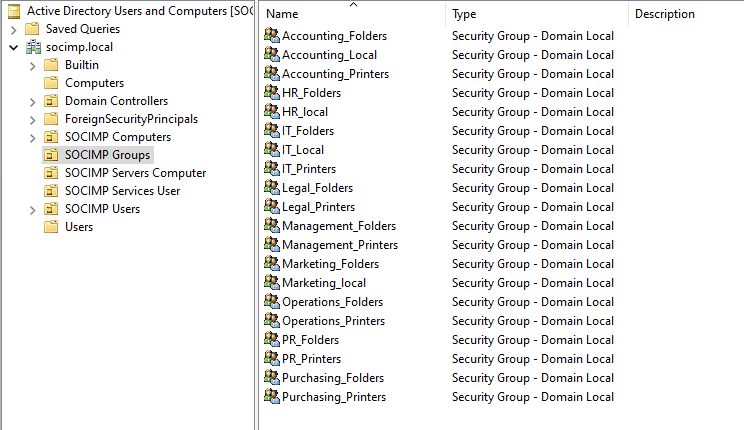 Active Directory Users and Computers [SOC
Saved Queries
socimp.local
Builtin
Computers
Domain Controllers
ForeignSecurityPrincipals
SOCIMP Computers
SOCIMP Groups
SOCIMP Servers Computer
SOCIMP Services User
SOCIMP Users
Users
Name Type Description
Accounting_Folders Security Group - Domain Local
Accounting_Local Security Group - Domain Local
Accounting_Printers Security Group - Domain Local
HR_Folders Security Group - Domain Local
HR_local Security Group - Domain Local
IT_Folders Security Group - Domain Local
IT_Local Security Group - Domain Local
IT_Printers Security Group - Domain Local
Legal_Folders Security Group - Domain Local
Legal_Printers Security Group - Domain Local
Management_Folders Security Group - Domain Local
Management_Printers Security Group - Domain Local
Marketing_Folders Security Group - Domain Local
Marketing_local Security Group - Domain Local
Operations_Folders Security Group - Domain Local
Operations_Printers Security Group - Domain Local
PR_Folders Security Group - Domain Local
PR_Printers Security Group - Domain Local
Purchasing_Folders Security Group - Domain Local
Purchasing_Printers Security Group - Domain Local